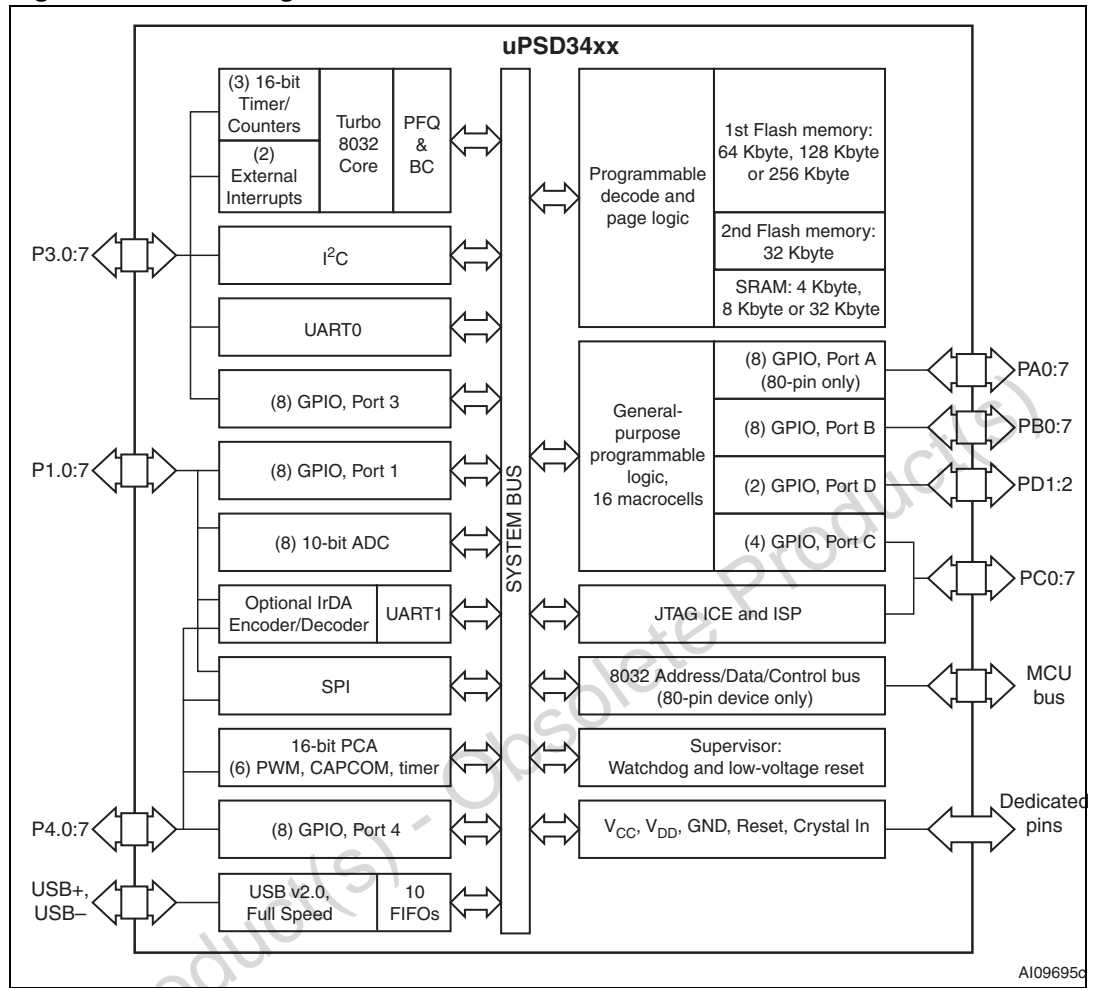 uPSD34xx
(3) 16-bit
Timer/
Counters
(2)
External
Interrupts
Turbo
8032
Core
PFQ
&
BC
P3.0:7
I²C
UART0
(8) GPIO, Port 3
P1.0:7
(8) GPIO, Port 1
(8) 10-bit ADC
Optional IrDA
Encoder/Decoder
UART1
SPI
16-bit PCA
(6) PWM, CAPCOM, timer
P4.0:7
(8) GPIO, Port 4
USB+,
USB–
USB v2.0,
Full Speed
10
FIFOs
SYSTEM BUS
Programmable
decode and
page logic
1st Flash memory:
64 Kbyte, 128 Kbyte
or 256 Kbyte
2nd Flash memory:
32 Kbyte
SRAM: 4 Kbyte,
8 Kbyte or 32 Kbyte
General-
purpose
programmable
logic,
16 macrocells
(8) GPIO, Port A
(80-pin only)
PA0:7
(8) GPIO, Port B
PB0:7
(2) GPIO, Port D
PD1:2
(4) GPIO, Port C
PC0:7
JTAG ICE and ISP
8032 Address/Data/Control bus
(80-pin device only)
MCU
bus
Supervisor:
Watchdog and low-voltage reset
VCC, VDD, GND, Reset, Crystal In
Dedicated
pins
AI09695c
oduct(s) - Obsolete Product(s)